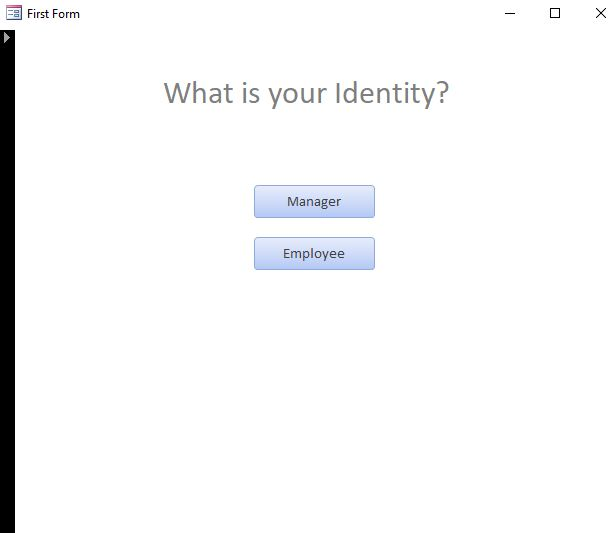 First Form
What is your Identity?
Manager
Employee